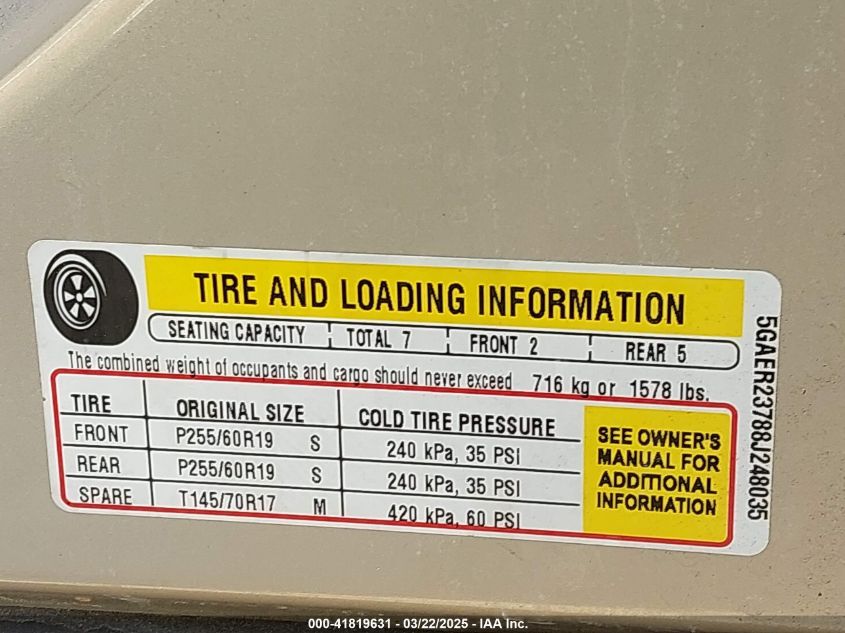 TIRE AND LOADING INFORMATION
SEATING CAPACITY TOTAL 7 FRONT 2 REAR 5
The combined weight of occupants and cargo should never exceed 716 kg or 1578 lbs.
TIRE ORIGINAL SIZE COLD TIRE PRESSURE
FRONT P255/60R19 S 240 kPa, 35 PSI
REAR P255/60R19 S 240 kPa, 35 PSI
SPARE T145/70R17 M 420 kPa, 60 PSI
SEE OWNER'S
MANUAL FOR
ADDITIONAL
INFORMATION
5GAER23788J248035
000-41819631 - 03/22/2025 - IAA Inc.